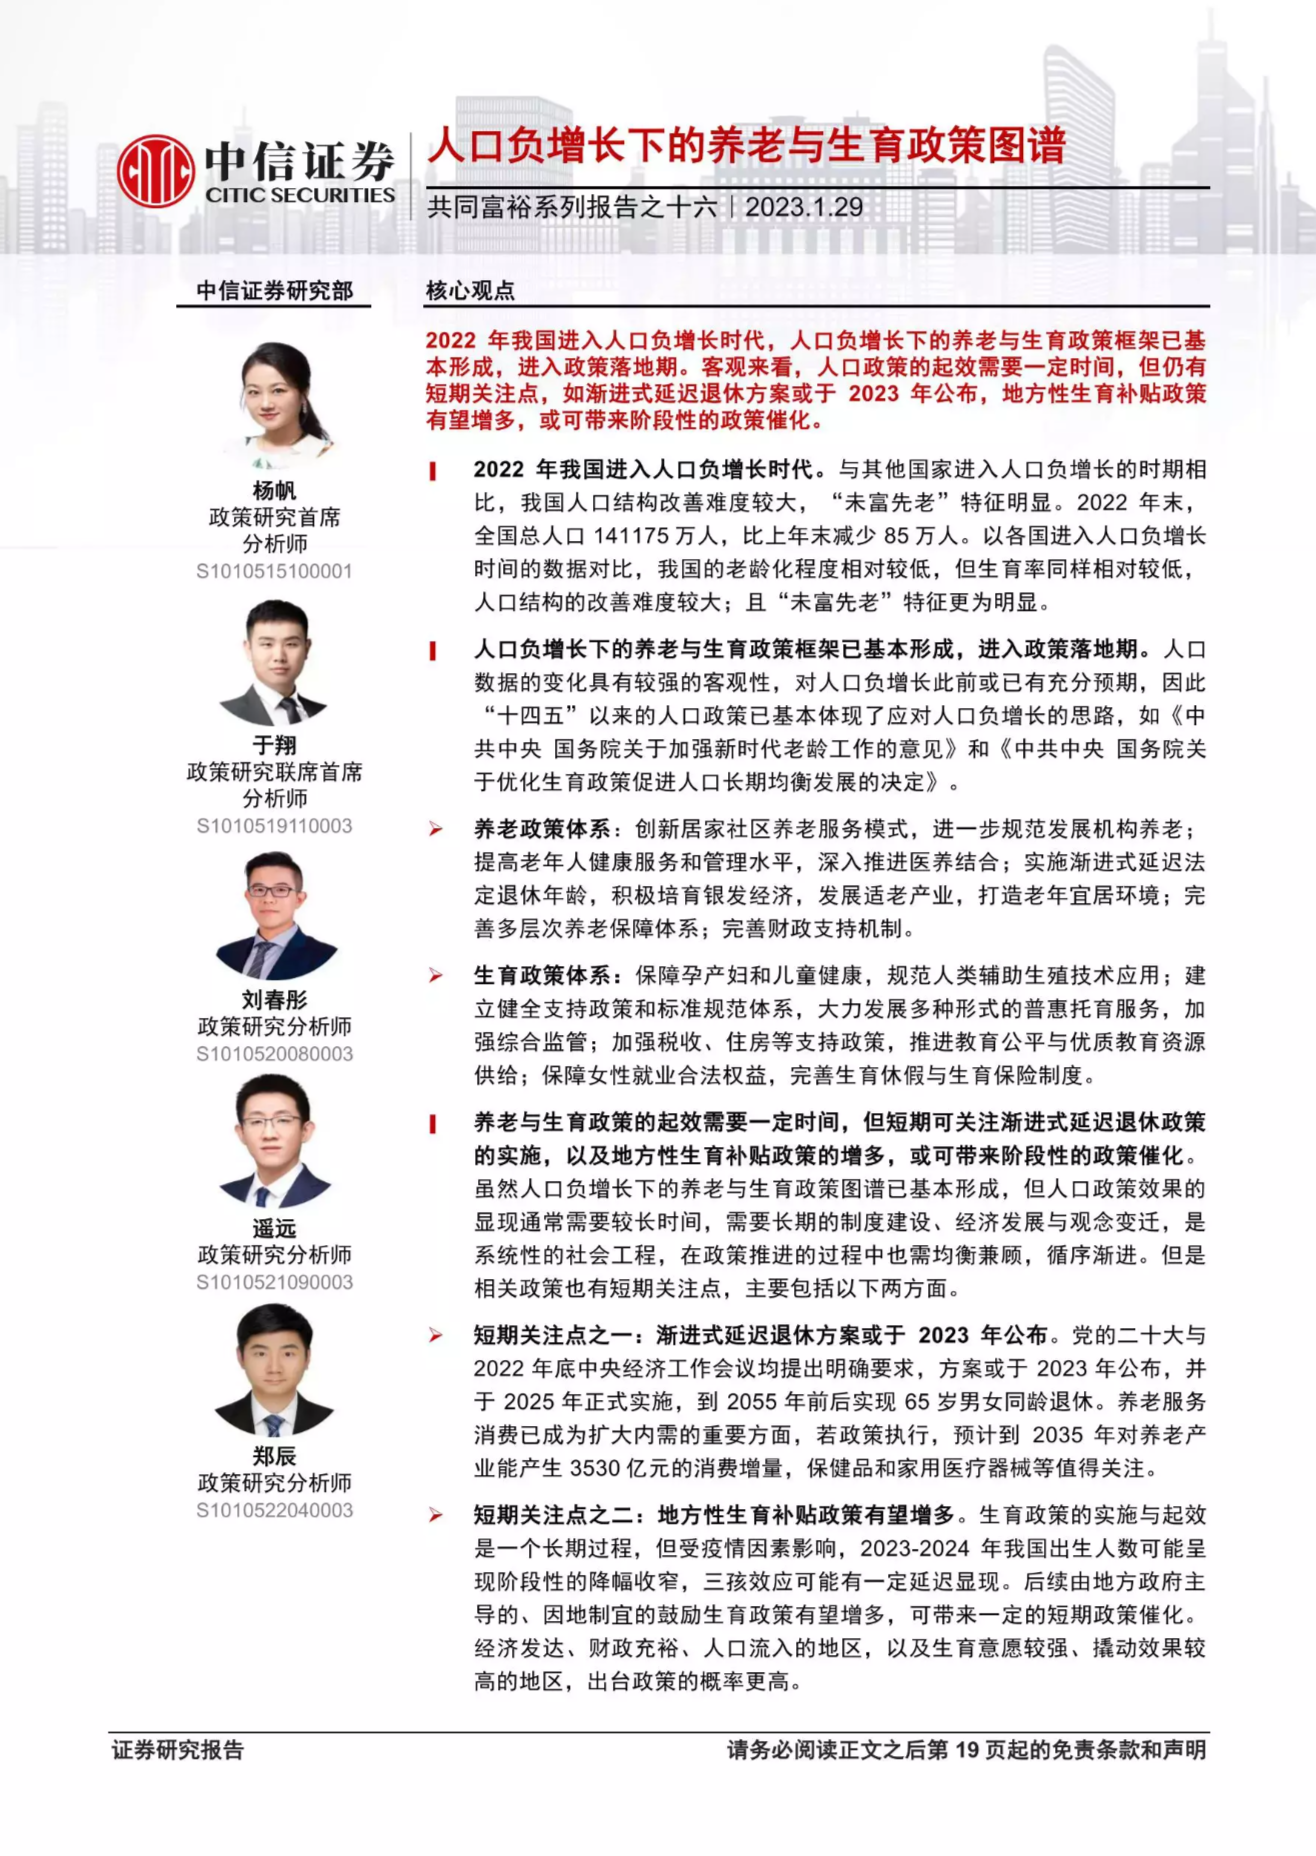 中信证券
CITIC SECURITIES
人口负增长下的养老与生育政策图谱
共同富裕系列报告之十六｜2023.1.29
中信证券研究部
杨帆
政策研究首席
分析师
S1010515100001
于翔
政策研究联席首席
分析师
S1010519110003
刘春彤
政策研究分析师
S1010520080003
遥远
政策研究分析师
S1010521090003
郑辰
政策研究分析师
S1010522040003
核心观点
2022 年我国进入人口负增长时代，人口负增长下的养老与生育政策框架已基
本形成，进入政策落地期。客观来看，人口政策的起效需要一定时间，但仍有
短期关注点，如渐进式延迟退休方案或于 2023 年公布，地方性生育补贴政策
有望增多，或可带来阶段性的政策催化。
2022 年我国进入人口负增长时代。与其他国家进入人口负增长的时期相
比，我国人口结构改善难度较大，“未富先老”特征明显。2022 年末，
全国总人口 141175 万人，比上年末减少 85 万人。以各国进入人口负增长
时间的数据对比，我国的老龄化程度相对较低，但生育率同样相对较低，
人口结构的改善难度较大；且“未富先老”特征更为明显。
人口负增长下的养老与生育政策框架已基本形成，进入政策落地期。人口
数据的变化具有较强的客观性，对人口负增长此前或已有充分预期，因此
“十四五”以来的人口政策已基本体现了应对人口负增长的思路，如《中
共中央 国务院关于加强新时代老龄工作的意见》和《中共中央 国务院关
于优化生育政策促进人口长期均衡发展的决定》。
养老政策体系：创新居家社区养老服务模式，进一步规范发展机构养老；
提高老年人健康服务和管理水平，深入推进医养结合；实施渐进式延迟法
定退休年龄，积极培育银发经济，发展适老产业，打造老年宜居环境；完
善多层次养老保障体系；完善财政支持机制。
生育政策体系：保障孕产妇和儿童健康，规范人类辅助生殖技术应用；建
立健全支持政策和标准规范体系，大力发展多种形式的普惠托育服务，加
强综合监管；加强税收、住房等支持政策，推进教育公平与优质教育资源
供给；保障女性就业合法权益，完善生育休假与生育保险制度。
养老与生育政策的起效需要一定时间，但短期可关注渐进式延迟退休政策
的实施，以及地方性生育补贴政策的增多，或可带来阶段性的政策催化。
虽然人口负增长下的养老与生育政策图谱已基本形成，但人口政策效果的
显现通常需要较长时间，需要长期的制度建设、经济发展与观念变迁，是
系统性的社会工程，在政策推进的过程中也需均衡兼顾，循序渐进。但是
相关政策也有短期关注点，主要包括以下两方面。
短期关注点之一：渐进式延迟退休方案或于 2023 年公布。党的二十大与
2022 年底中央经济工作会议均提出明确要求，方案或于 2023 年公布，并
于 2025 年正式实施，到 2055 年前后实现 65 岁男女同龄退休。养老服务
消费已成为扩大内需的重要方面，若政策执行，预计到 2035 年对养老产
业能产生 3530 亿元的消费增量，保健品和家用医疗器械等值得关注。
短期关注点之二：地方性生育补贴政策有望增多。生育政策的实施与起效
是一个长期过程，但受疫情因素影响，2023-2024 年我国出生人数可能呈
现阶段性的降幅收窄，三孩效应可能有一定延迟显现。后续由地方政府主
导的、因地制宜的鼓励生育政策有望增多，可带来一定的短期政策催化。
经济发达、财政充裕、人口流入的地区，以及生育意愿较强、撬动效果较
高的地区，出台政策的概率更高。
证券研究报告
请务必阅读正文之后第 19 页起的免责条款和声明